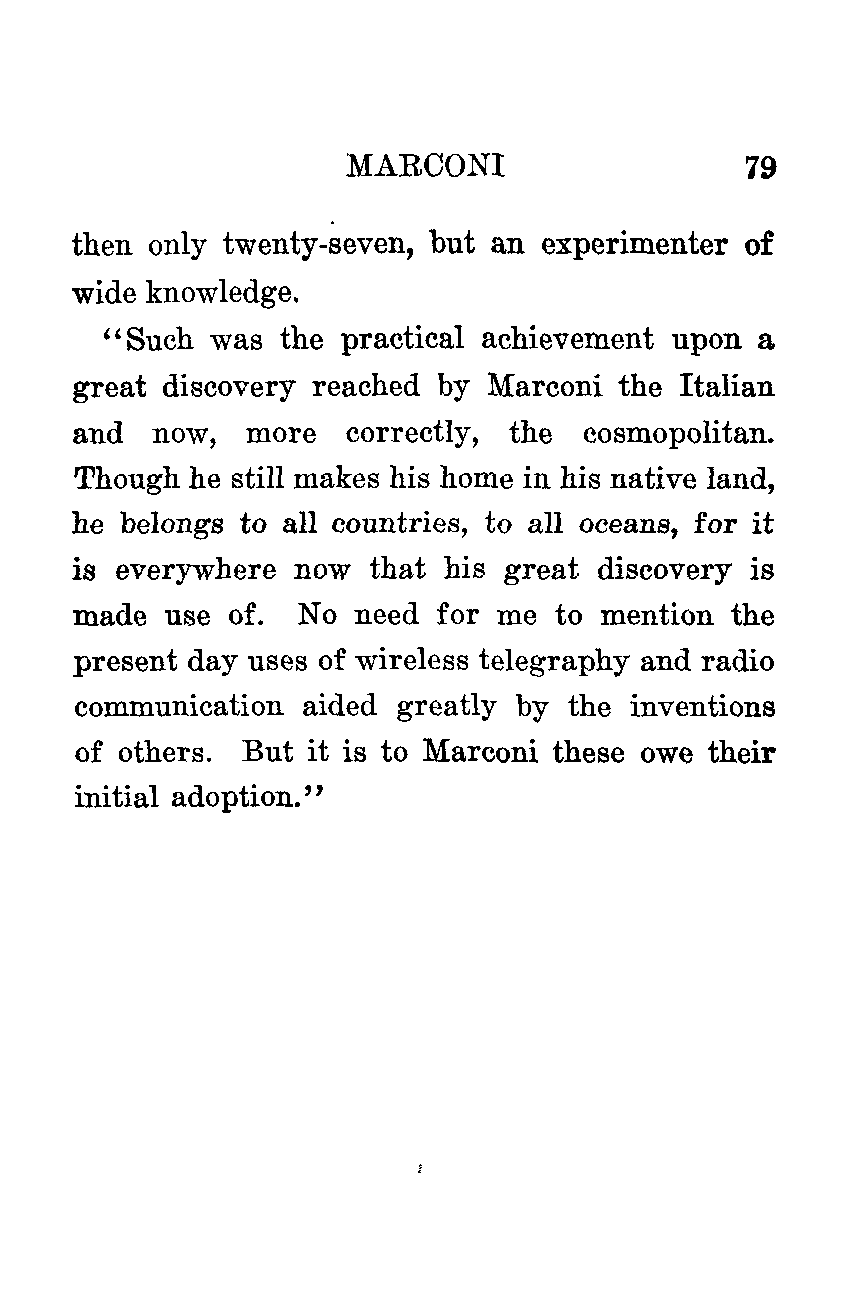 MARCONI 79
then only twenty-seven, but an experimenter of
wide knowledge.
“Such was the practical achievement upon a
great discovery reached by Marconi the Italian
and now, more correctly, the cosmopolitan.
Though he still makes his home in his native land,
he belongs to all countries, to all oceans, for it
is everywhere now that his great discovery is
made use of. No need for me to mention the
present day uses of wireless telegraphy and radio
communication aided greatly by the inventions
of others. But it is to Marconi these owe their
initial adoption.”